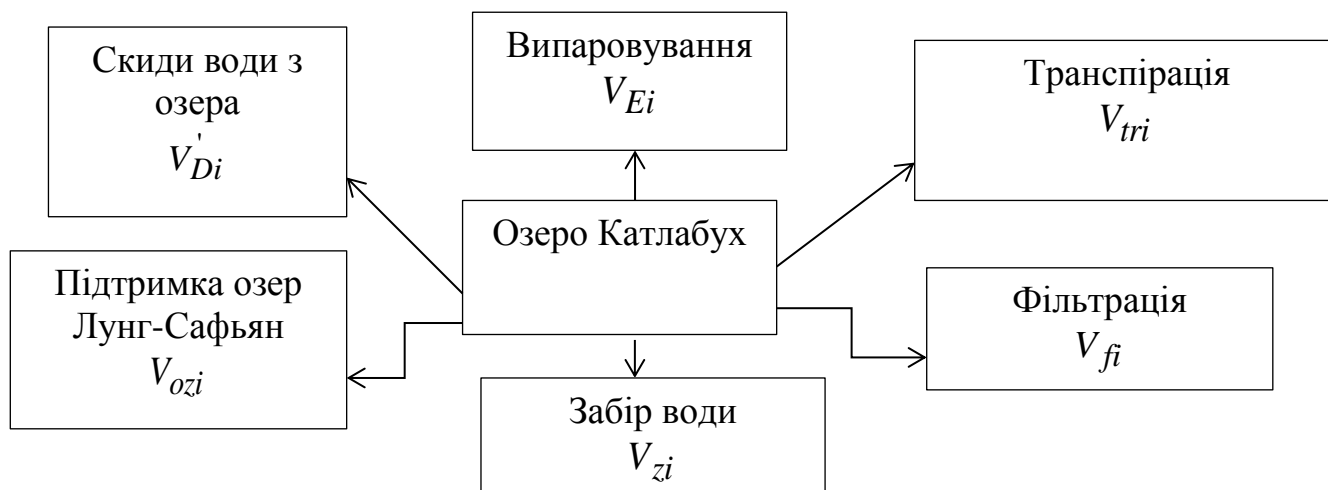 Скиди води з
озера
V'Di
Випаровування
VEi
Транспірація
Vtri
Озеро Катлабух
Підтримка озер
Лунг-Сафьян
Vozi
Фільтрація
Vfi
Забір води
Vzi